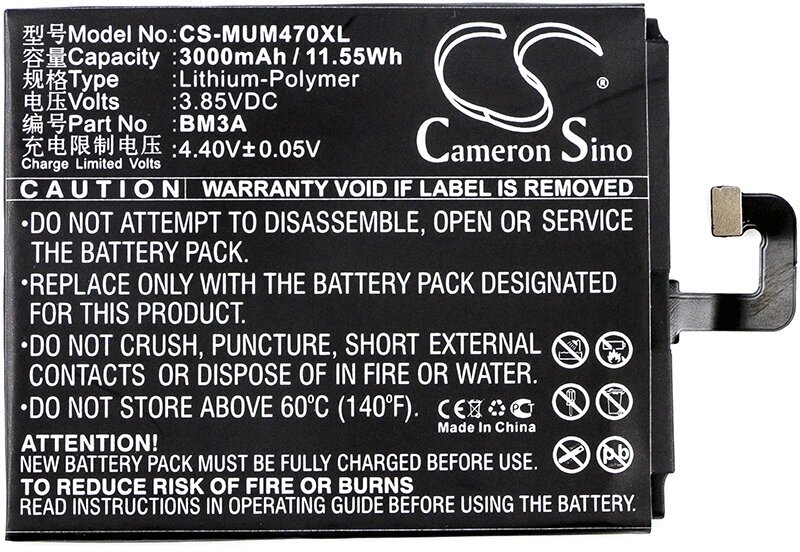 型号Model No.: CS-MUM470XL
容量Capacity : 3000mAh / 11.55Wh
规格Type : Lithium-Polymer
电压Volts : 3.85VDC
编号Part No : BM3A
充电限制电压 : 4.40V±0.05V
Charge Limited Volts
CS
®
Cameron Sino
CAUTION WARRANTY VOID IF LABEL IS REMOVED
•DO NOT ATTEMPT TO DISASSEMBLE, OPEN OR SERVICE
THE BATTERY PACK.
•REPLACE ONLY WITH THE BATTERY PACK DESIGNATED
FOR THIS EQUIPMENT.
•DO NOT CRUSH, PUNCTURE, SHORT EXTERNAL
CONTACTS OR DISPOSE OF IN FIRE OR WATER.
•DO NOT STORE ABOVE 60°C (140°F).
CE
Made In China
Pb
ATTENTION!
NEW BATTERY PACK MUST BE FULLY CHARGED BEFORE USE.
TO REDUCE RISK OF FIRE OR BURNS
READ INSTRUCTIONS OF OPERATING DEVICE BEFORE USING BATTERY.